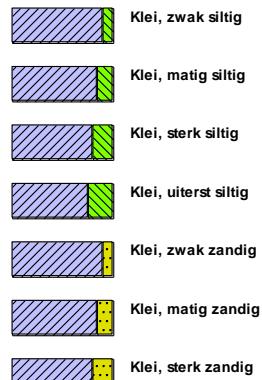 Klei, zwak siltig
Klei, matig siltig
Klei, sterk siltig
Klei, uiterst siltig
Klei, zwak zandig
Klei, matig zandig
Klei, sterk zandig